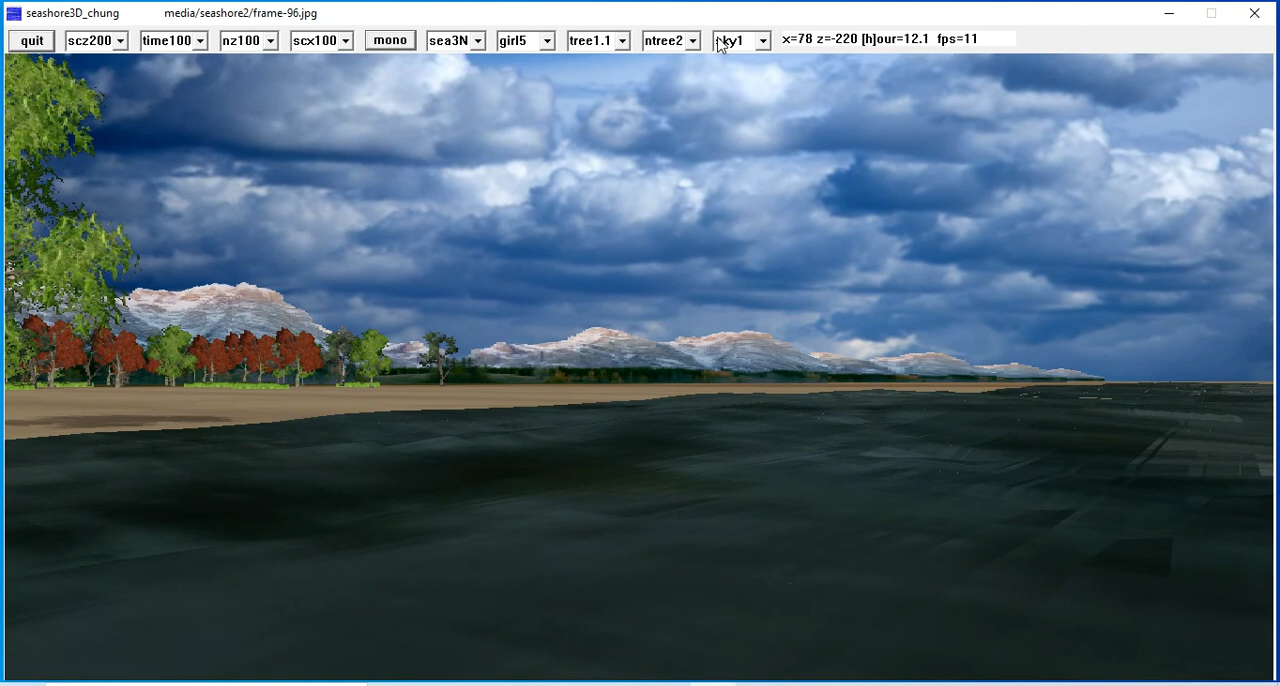 seashore3D_chung media/seashore2/frame-96.jpg
quit scz200 time100 nz100 scx100 mono sea3N girl5 tree1.1 ntree2 x=78 z=-220 [h]our=12.1 fps=11